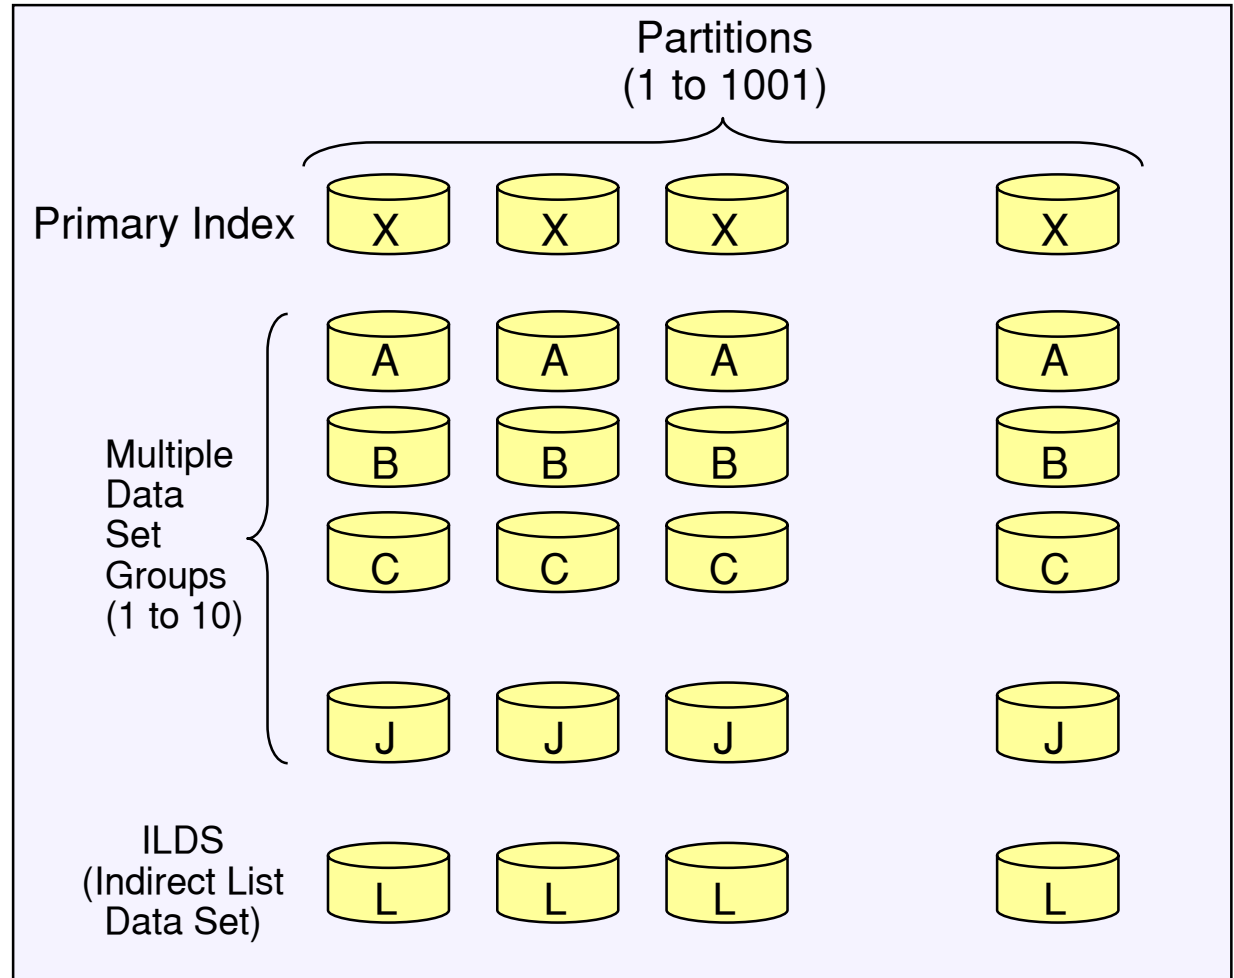 Partitions
(1 to 1001)
Primary Index X X X X
A A A A
B B B B
C C C C
J J J J
Multiple
Data
Set
Groups
(1 to 10)
ILDS
(Indirect List
Data Set)
L L L L